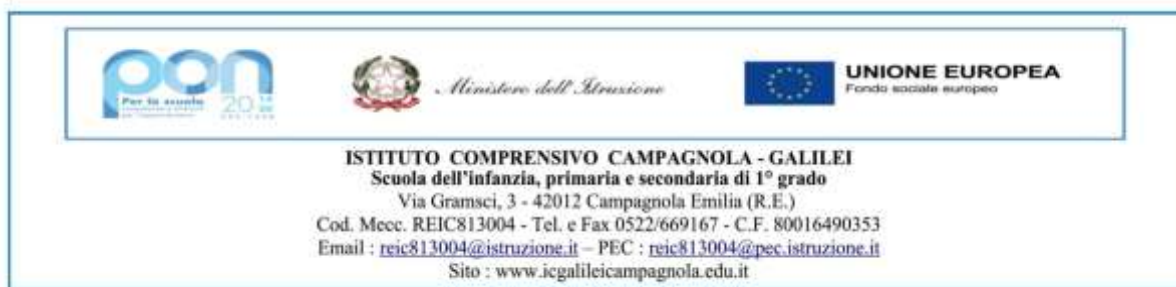 pon
Per la scuola
2014
2020
Ministero dell'Istruzione
UNIONE EUROPEA
Fondo sociale europeo
ISTITUTO COMPRENSIVO CAMPAGNOLA - GALILEI
Scuola dell'infanzia, primaria e secondaria di 1° grado
Via Gramsci, 3 - 42012 Campagnola Emilia (R.E.)
Cod. Mecc. REIC813004 - Tel. e Fax 0522/669167 - C.F. 80016490353
Email : reic813004@istruzione.it – PEC : reic813004@pec.istruzione.it
Sito : www.icgalileicampagnola.edu.it